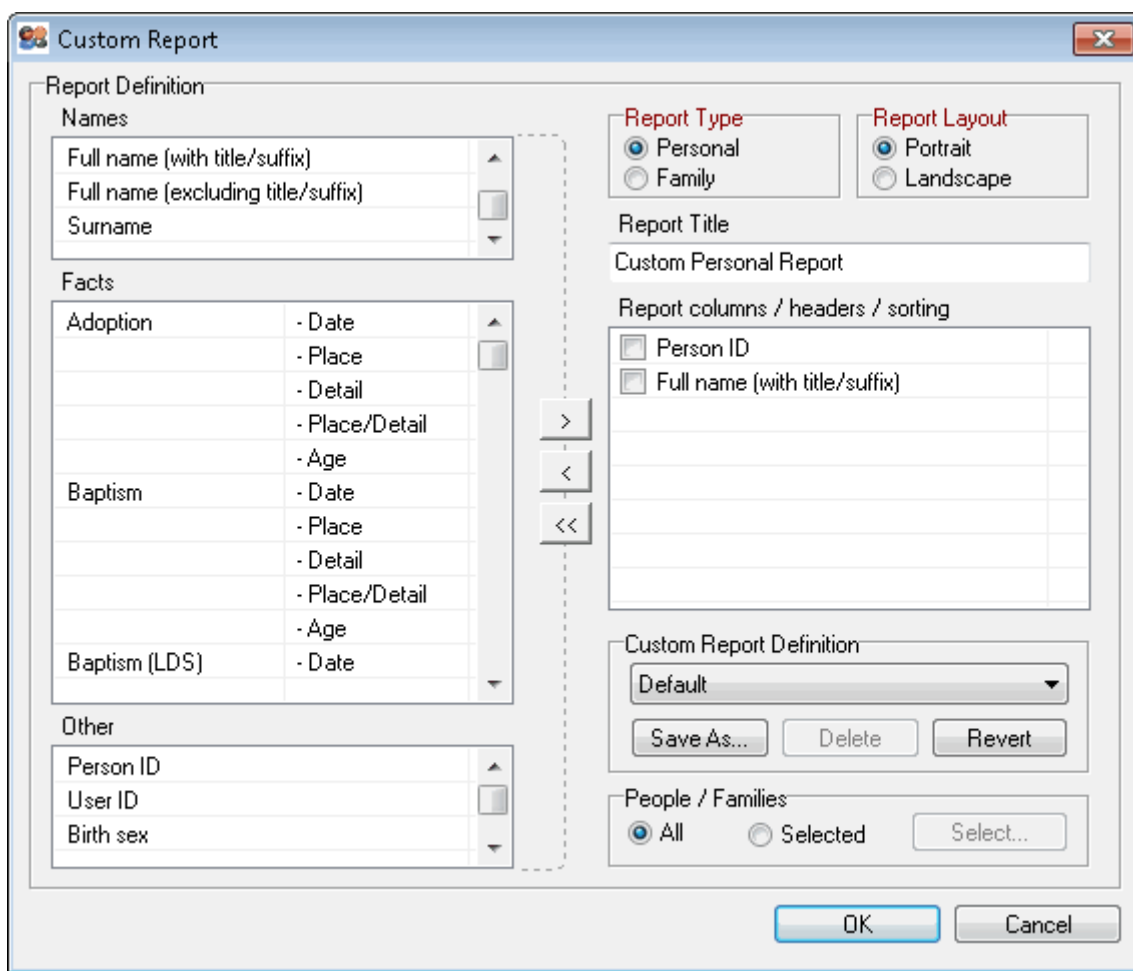 Custom Report
Report Definition
Names
Full name (with title/suffix)
Full name (excluding title/suffix)
Surname
Facts
Adoption - Date
- Place
- Detail
- Place/Detail
- Age
Baptism - Date
- Place
- Detail
- Place/Detail
- Age
Baptism (LDS) - Date
Other
Person ID
User ID
Birth sex
>
<
<<
Report Type
Personal
Family
Report Layout
Portrait
Landscape
Report Title
Custom Personal Report
Report columns / headers / sorting
Person ID
Full name (with title/suffix)
Custom Report Definition
Default
Save As... Delete Revert
People / Families
All Selected Select...
OK Cancel